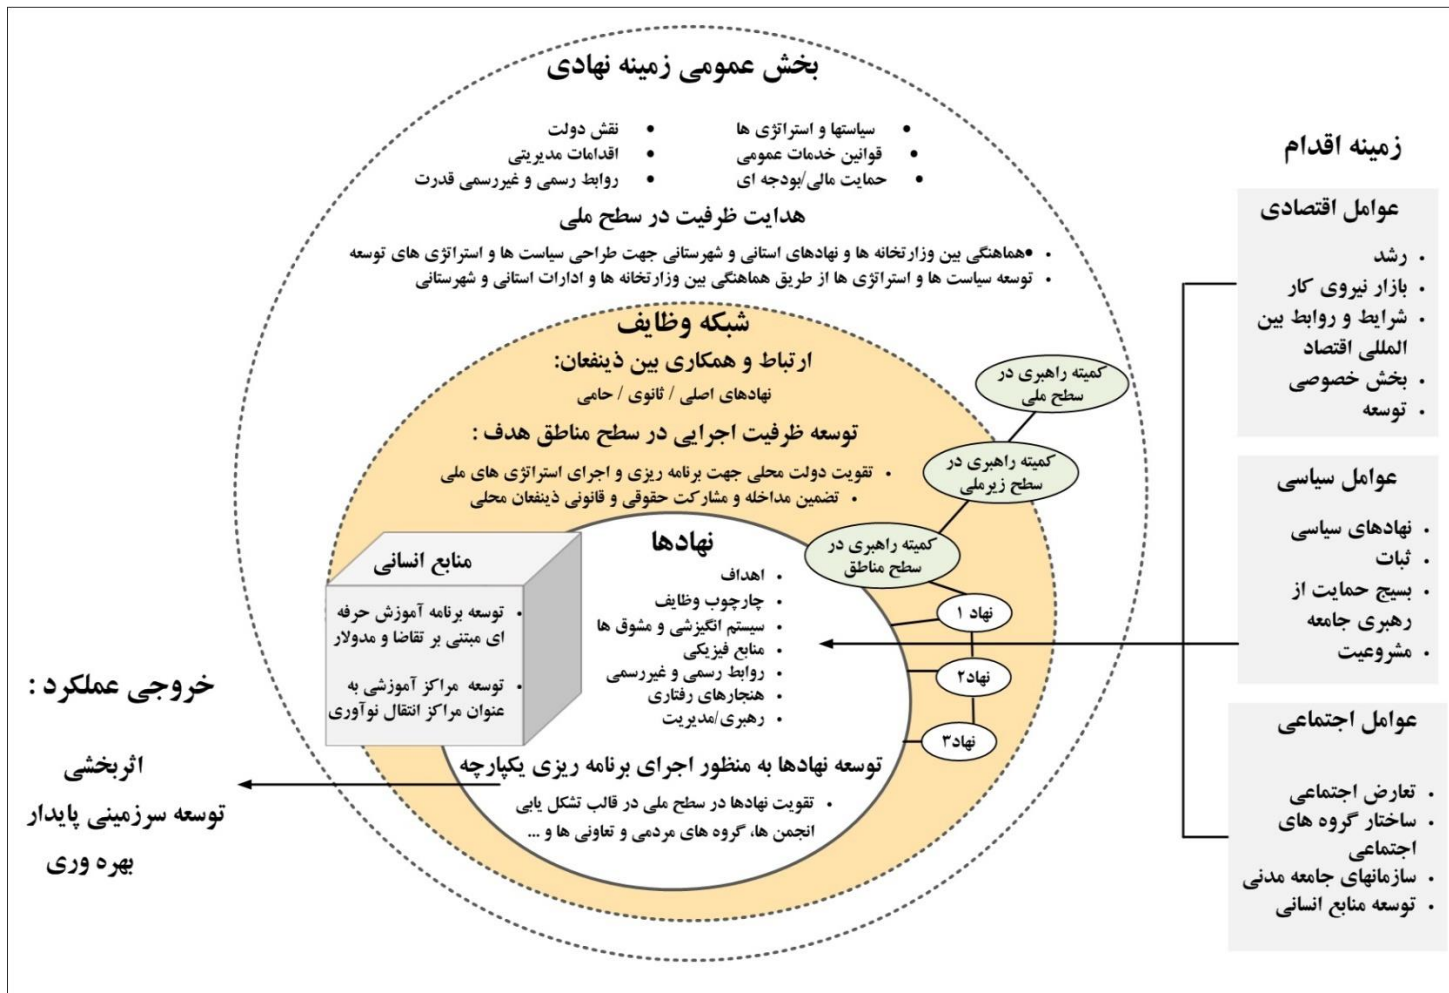 بخش عمومی زمینه نهادی
• سیاستها و استراتژی ها
• قوانین خدمات عمومی
• حمایت مالی/بودجه ای
• نقش دولت
• اقدامات مدیریتی
• روابط رسمی و غیررسمی قدرت
هدایت ظرفیت در سطح ملی
• •هماهنگی بین وزارتخانه ها و نهادهای استانی و شهرستانی جهت طراحی سیاست ها و استراتژی های توسعه
• توسعه سیاست ها و استراتژی ها از طریق هماهنگی بین وزارتخانه ها و ادارات استانی و شهرستانی
شبکه وظایف
ارتباط و همکاری بین ذینفعان:
نهادهای اصلی / ثانوی / حامی
توسعه ظرفیت اجرایی در سطح مناطق هدف :
• تقویت دولت محلی جهت برنامه ریزی و اجرای استراتژی های ملی
• تضمین مداخله و مشارکت حقوقی و قانونی ذینفعان محلی
کمیته راهبری در
سطح ملی
کمیته راهبری در
سطح زیرملی
کمیته راهبری در
سطح مناطق
نهاد ۱
نهاد۲
نهاد۳
نهادها
• اهداف
• چارچوب وظایف
• سیستم انگیزشی و مشوق ها
• منابع فیزیکی
• روابط رسمی و غیررسمی
• هنجارهای رفتاری
• رهبری/مدیریت
توسعه نهادها به منظور اجرای برنامه ریزی یکپارچه
• تقویت نهادها در سطح ملی در قالب تشکل یابی
انجمن ها، گروه های مردمی و تعاونی ها و ...
منابع انسانی
• توسعه برنامه آموزش حرفه
ای مبتنی بر تقاضا و مدولار
• توسعه مراکز آموزشی به
عنوان مراکز انتقال نوآوری
زمینه اقدام
عوامل اقتصادی
• رشد
• بازار نیروی کار
• شرایط و روابط بین
المللی اقتصاد
• بخش خصوصی
• توسعه
عوامل سیاسی
• نهادهای سیاسی
• ثبات
• بسیج حمایت از
رهبری جامعه
• مشروعیت
عوامل اجتماعی
• تعارض اجتماعی
• ساختار گروه های
اجتماعی
• سازمانهای جامعه مدنی
• توسعه منابع انسانی
خروجی عملکرد :
اثربخشی
توسعه سرزمینی پایدار
بهره وری